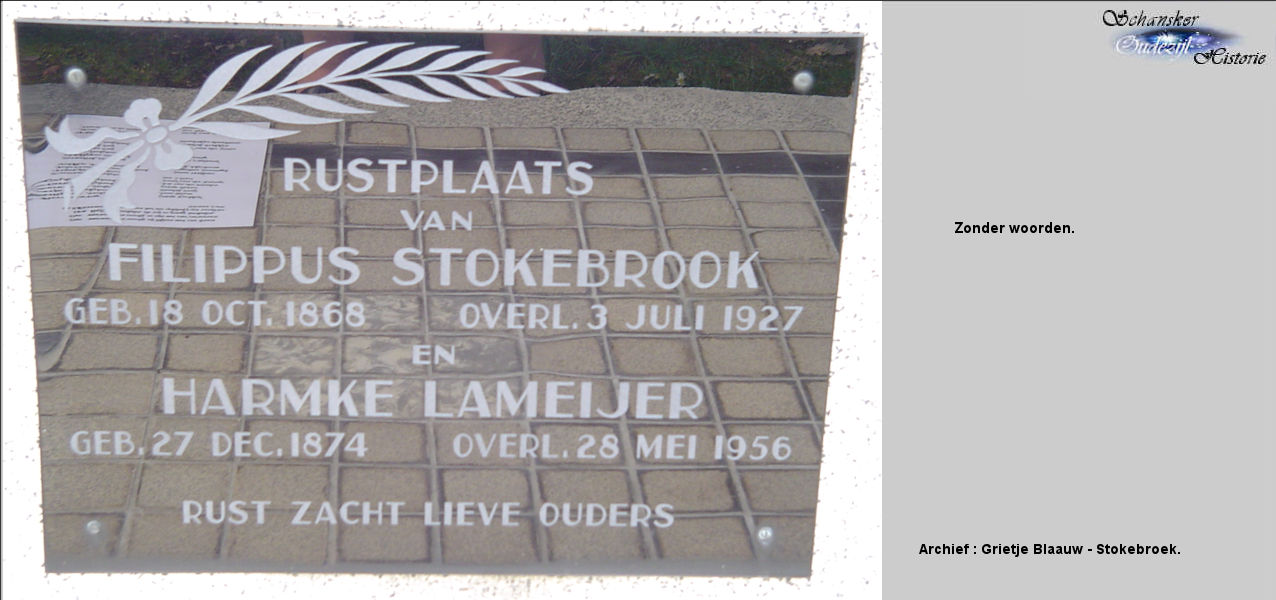 RUSTPLAATS
VAN
FILIPPUS STOKEBROOK
GEB. 18 OCT. 1868 OVERL. 3 JULI 1927
EN
HARMKE LAMEIJER
GEB. 27 DEC. 1874 OVERL. 28 MEI 1956
RUST ZACHT LIEVE OUDERS
Schansker
Oudezijl
Historie
Zonder woorden.
Archief : Grietje Blaauw - Stokebroek.